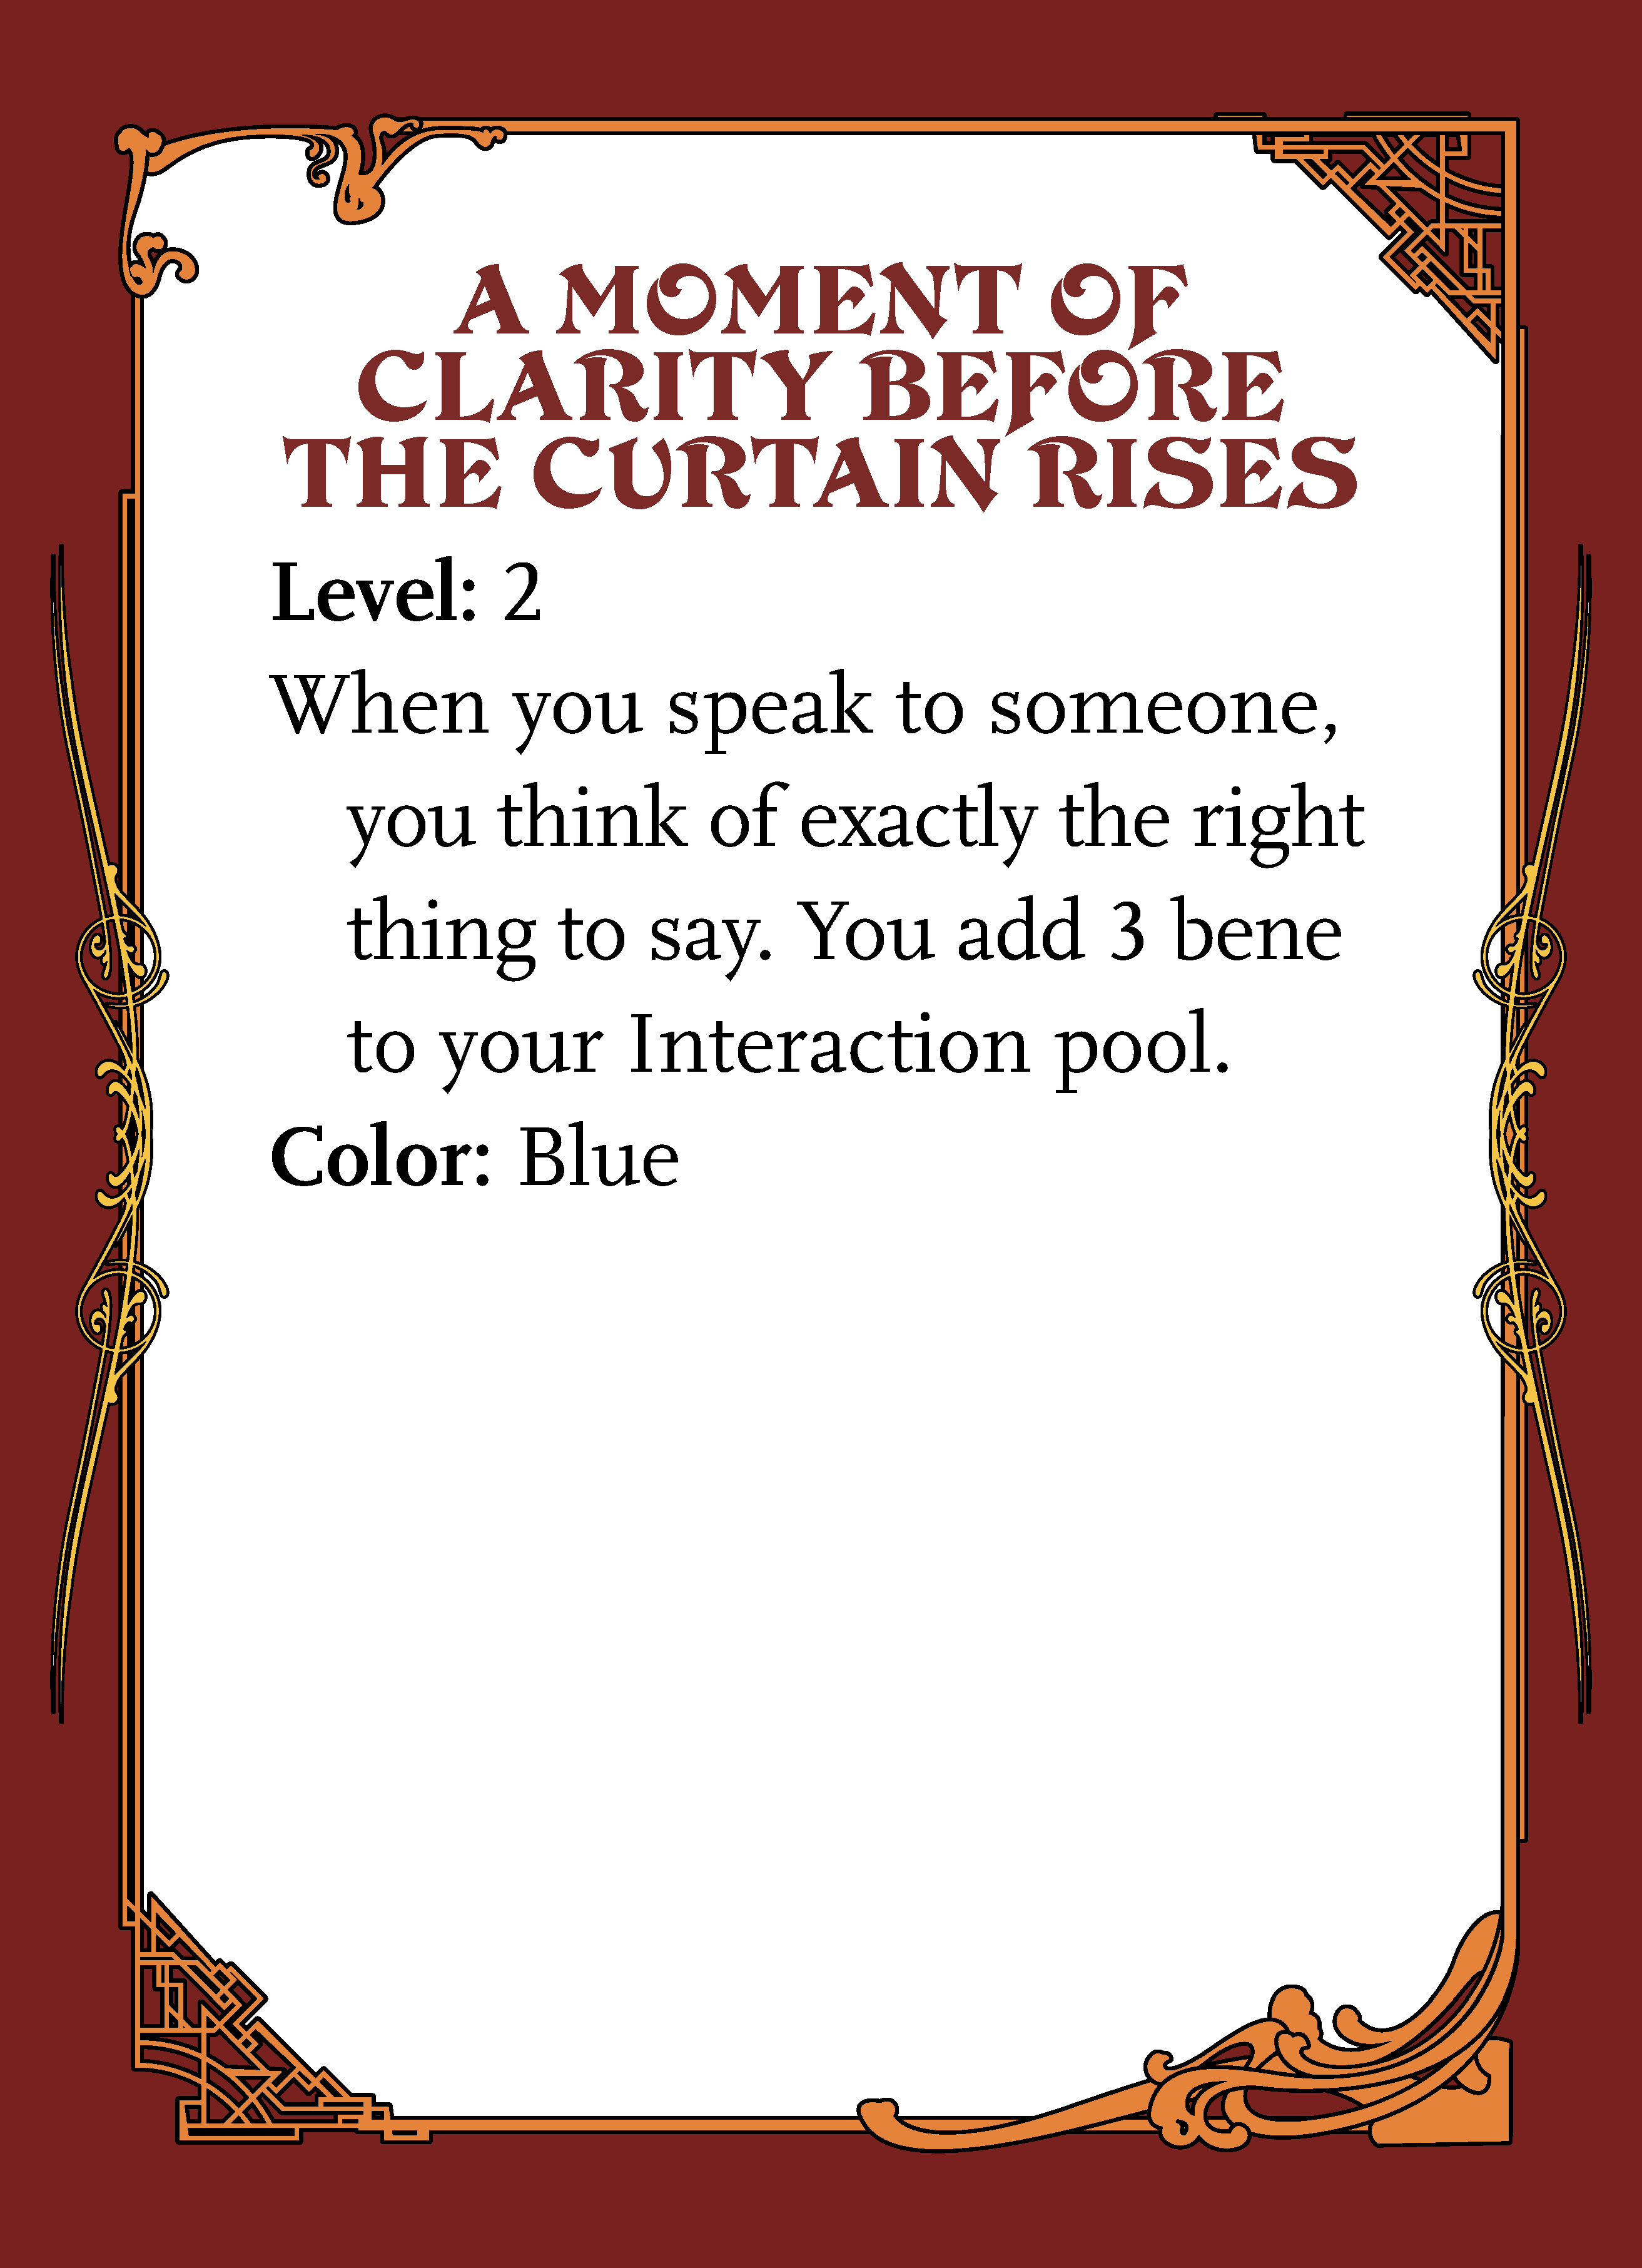 A MOMENT OF
CLARITY BEFORE
THE CURTAIN RISES
Level: 2
When you speak to someone,
you think of exactly the right
thing to say. You add 3 bene
to your Interaction pool.
Color: Blue